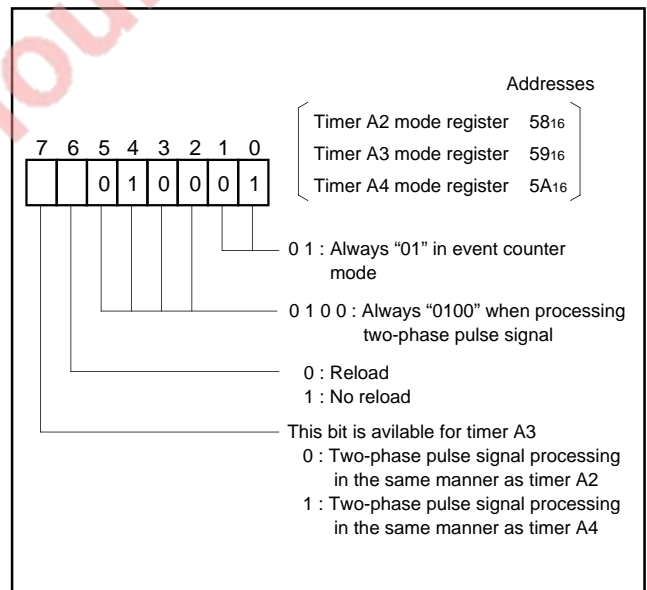 Addresses
Timer A2 mode register 58₁₆
Timer A3 mode register 59₁₆
Timer A4 mode register 5A₁₆
7 6 5 4 3 2 1 0
0 1 0 0 0 1
0 1 : Always “01” in event counter
mode
0 1 0 0 : Always “0100” when processing
two-phase pulse signal
0 : Reload
1 : No reload
This bit is avilable for timer A3
0 : Two-phase pulse signal processing
in the same manner as timer A2
1 : Two-phase pulse signal processing
in the same manner as timer A4